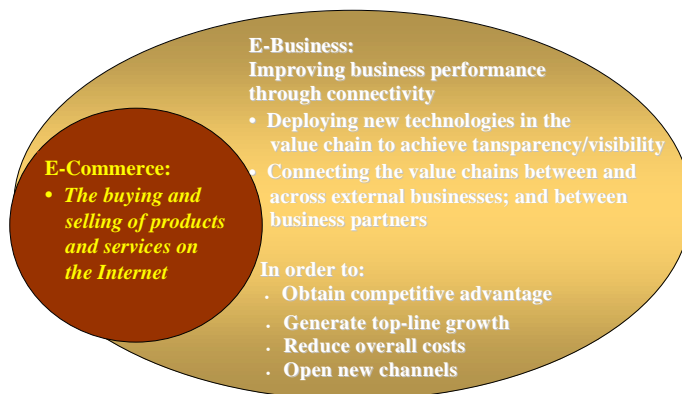 E-Business:
Improving business performance
through connectivity
• Deploying new technologies in the
value chain to achieve tansparency/visibility
• Connecting the value chains between and
across external businesses; and between
business partners
E-Commerce:
• The buying and
selling of products
and services on
the Internet
In order to:
• Obtain competitive advantage
• Generate top-line growth
• Reduce overall costs
• Open new channels